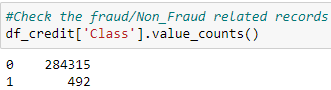 #Check the fraud/Non_Fraud related records
df_credit['Class'].value_counts()
0    284315
1       492